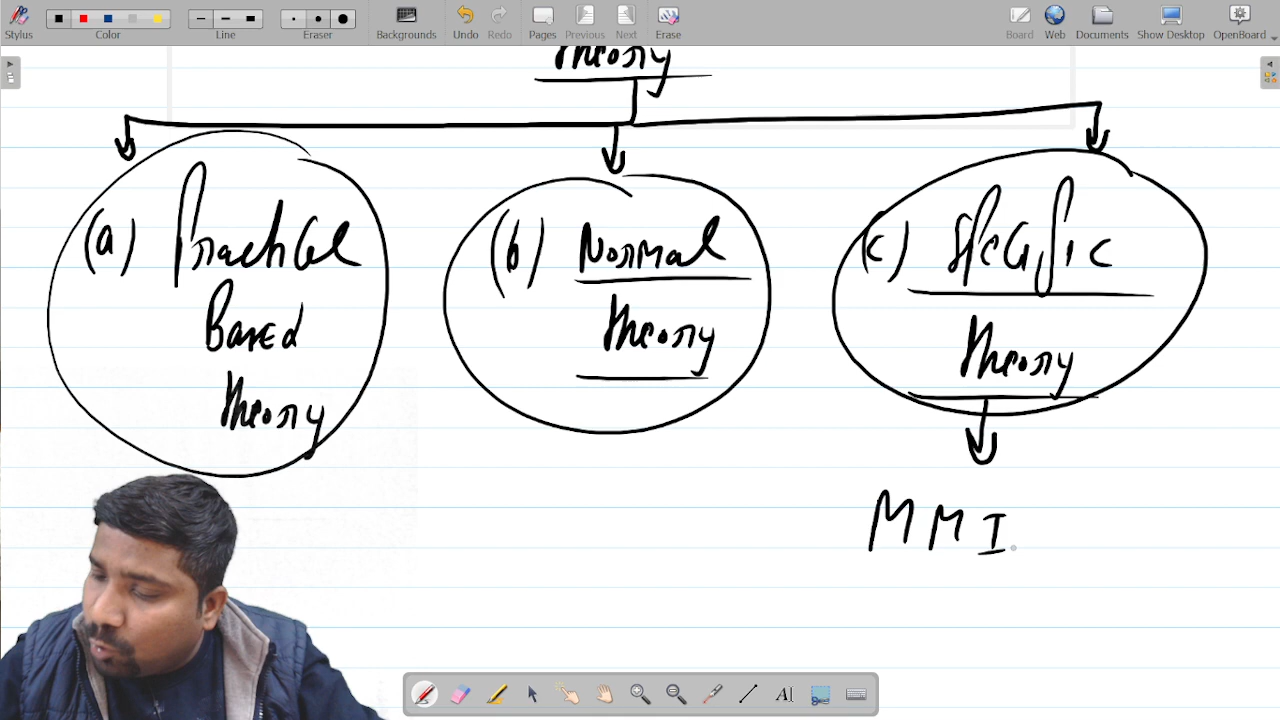 Stylus
Color
Line
Eraser
Backgrounds
Undo
Redo
Pages
Previous
Next
Erase
Board
Web
Documents
Show Desktop
OpenBoard
Theory
(a) Practical
Based
Theory
(b) Normal
Theory
(c) Specific
Theory
MMI